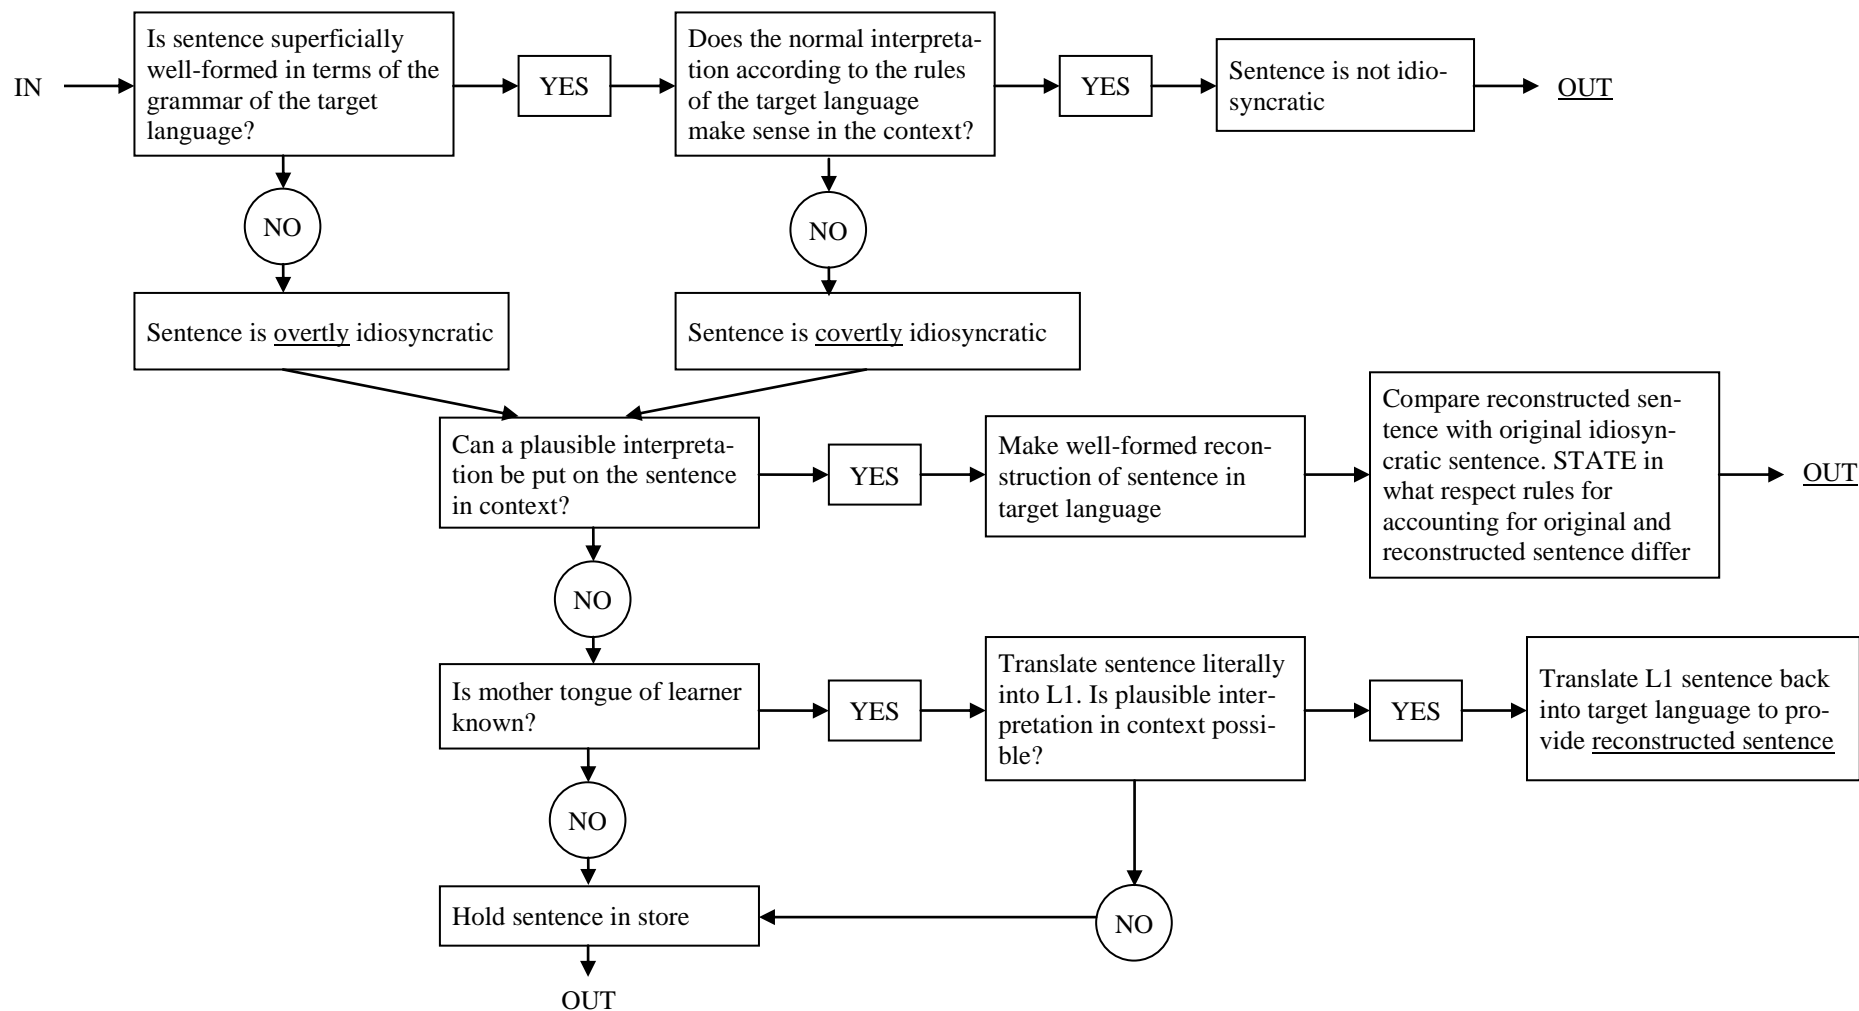 IN
Is sentence superficially
well-formed in terms of the
grammar of the target
language?
YES
Does the normal interpreta-
tion according to the rules
of the target language
make sense in the context?
YES
Sentence is not idio-
syncratic
OUT
NO
NO
Sentence is overtly idiosyncratic
Sentence is covertly idiosyncratic
Can a plausible interpreta-
tion be put on the sentence
in context?
YES
Make well-formed recon-
struction of sentence in
target language
Compare reconstructed sen-
tence with original idiosyn-
cratic sentence. STATE in
what respect rules for
accounting for original and
reconstructed sentence differ
OUT
NO
Is mother tongue of learner
known?
YES
Translate sentence literally
into L1. Is plausible inter-
pretation in context possi-
ble?
YES
Translate L1 sentence back
into target language to pro-
vide reconstructed sentence
NO
Hold sentence in store
NO
OUT